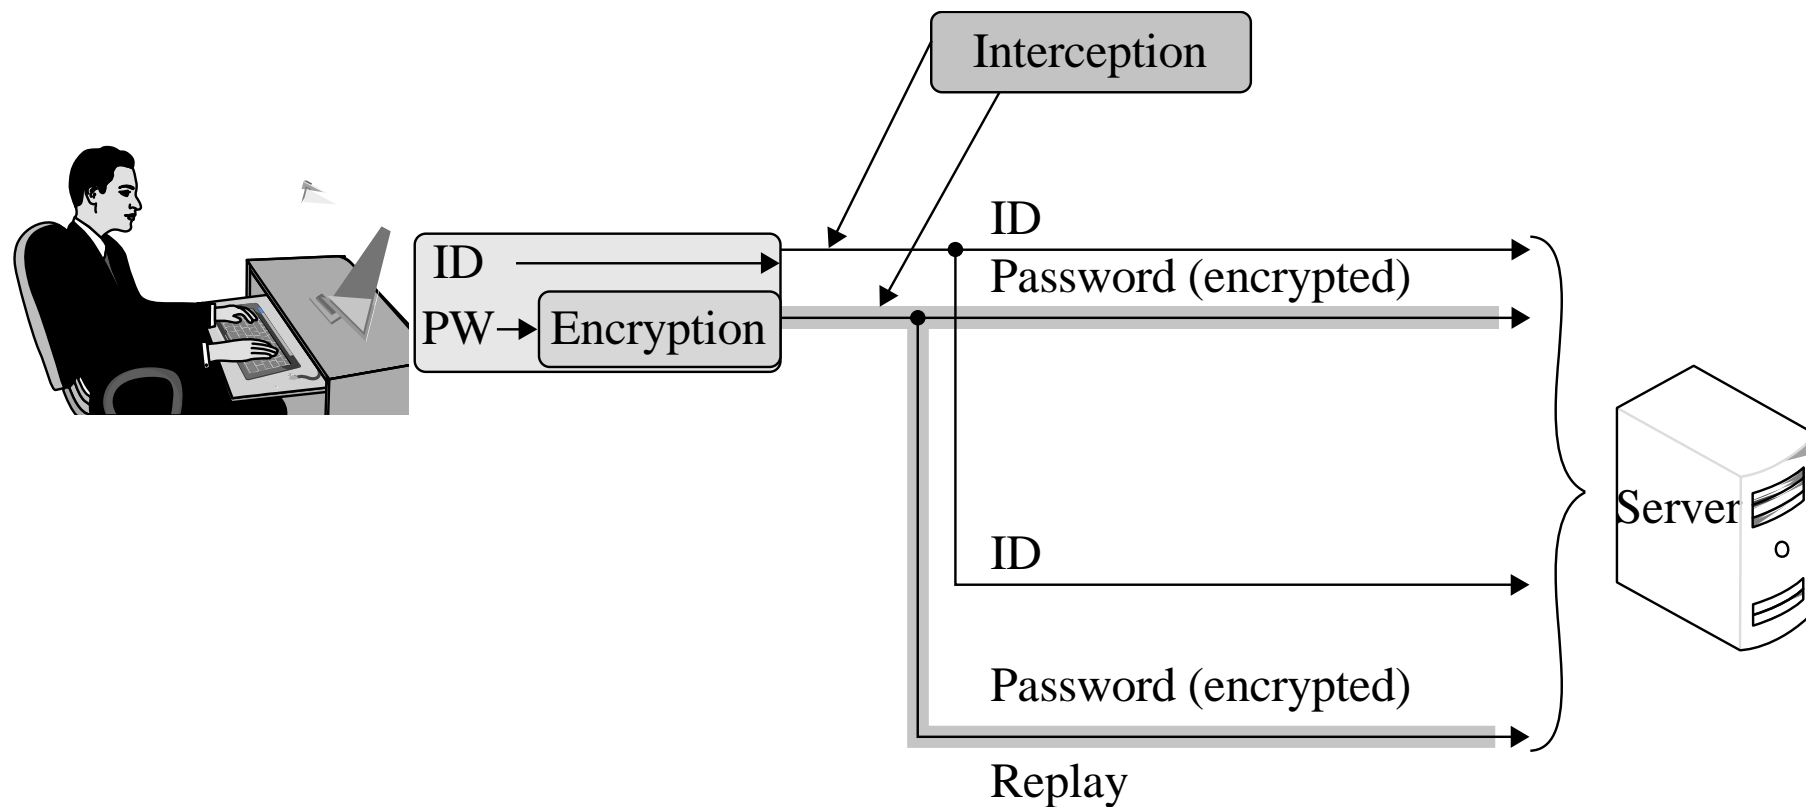 Interception
ID
ID
Password (encrypted)
PW
Encryption
Server
ID
Password (encrypted)
Replay